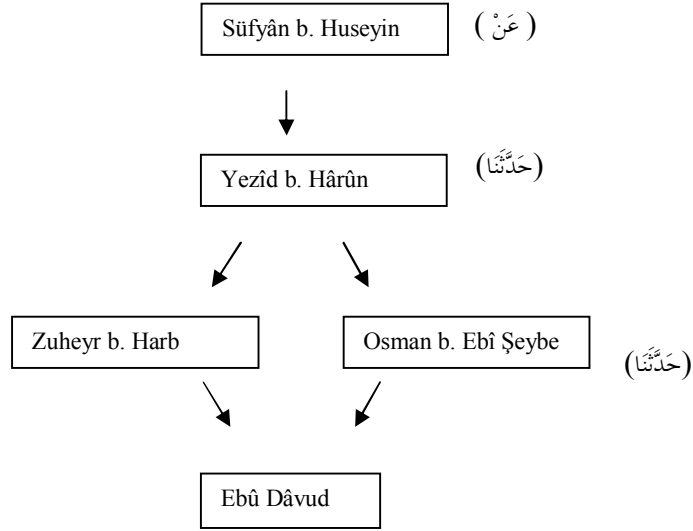 Süfyân b. Huseyin (عَنْ )
Yezîd b. Hârûn (حَدَّثَنَا)
Zuheyr b. Harb Osman b. Ebî Şeybe (حَدَّثَنَا)
Ebû Dâvud